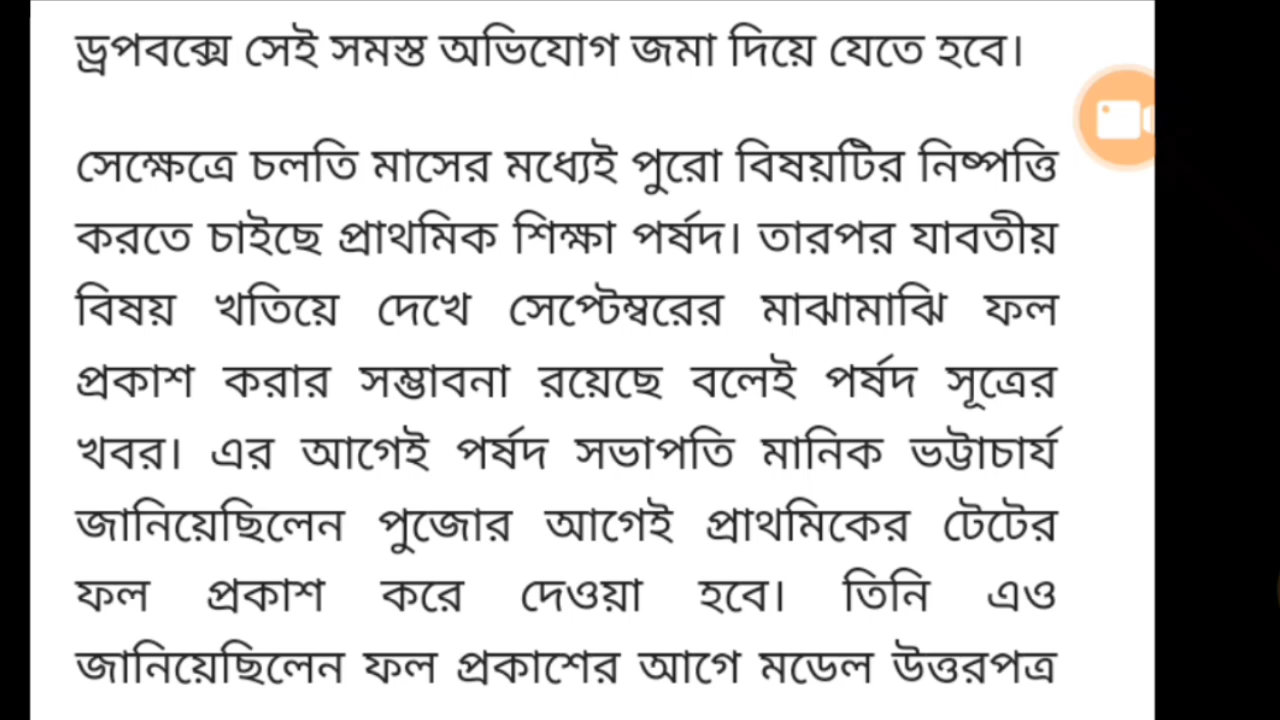 ড্রপবক্সে সেই সমস্ত অভিযোগ জমা দিয়ে যেতে হবে।
সেক্ষেত্রে চলতি মাসের মধ্যেই পুরো বিষয়টির নিষ্পত্তি
করতে চাইছে প্রাথমিক শিক্ষা পর্ষদ। তারপর যাবতীয়
বিষয় খতিয়ে দেখে সেপ্টেম্বরের মাঝামাঝি ফল
প্রকাশ করার সম্ভাবনা রয়েছে বলেই পর্ষদ সূত্রের
খবর। এর আগেই পর্ষদ সভাপতি মানিক ভট্টাচার্য
জানিয়েছিলেন পুজোর আগেই প্রাথমিকের টেটের
ফল প্রকাশ করে দেওয়া হবে। তিনি এও
জানিয়েছিলেন ফল প্রকাশের আগে মডেল উত্তরপত্র